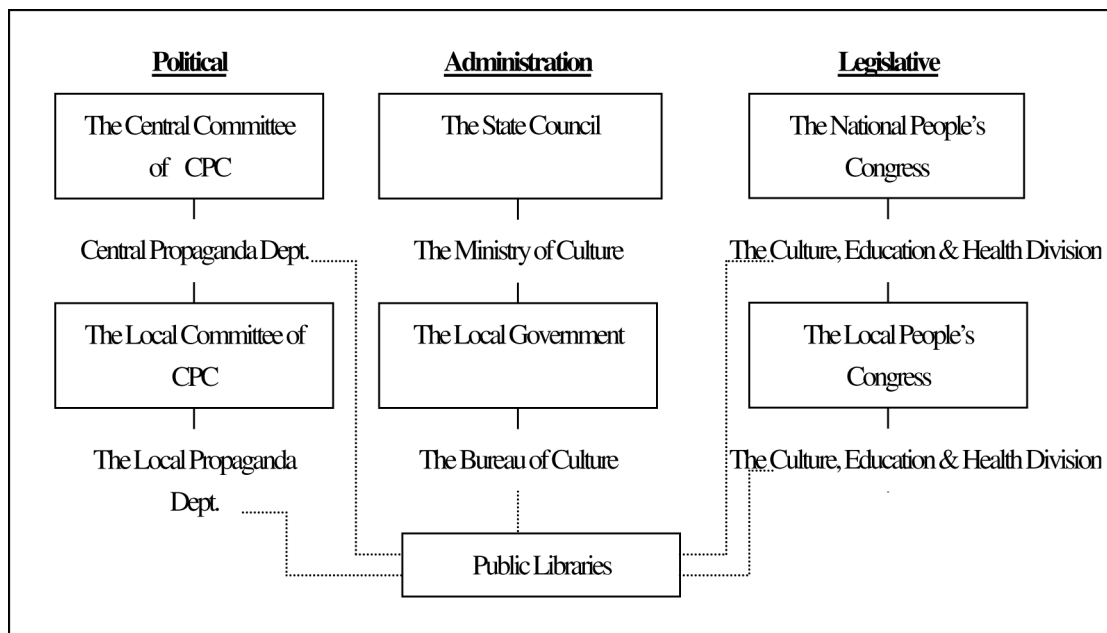 Political
Administration
Legislative
The Central Committee
of CPC
The State Council
The National People's
Congress
Central Propaganda Dept.
The Ministry of Culture
The Culture, Education & Health Division
The Local Committee of
CPC
The Local Government
The Local People's
Congress
The Local Propaganda
Dept.
The Bureau of Culture
The Culture, Education & Health Division
Public Libraries